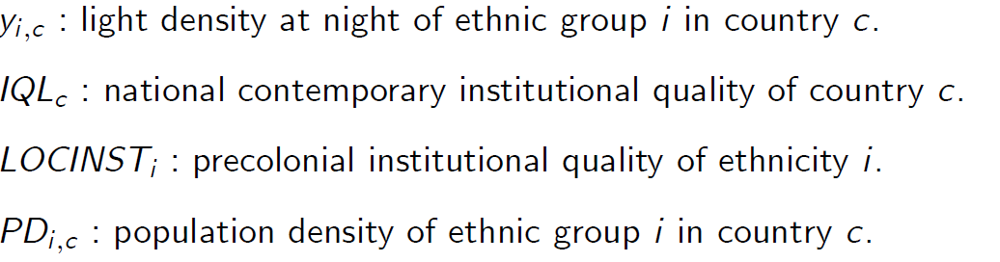 y_{i,c} : light density at night of ethnic group i in country c.
IQL_c : national contemporary institutional quality of country c.
LOCINST_i : precolonial institutional quality of ethnicity i.
PD_{i,c} : population density of ethnic group i in country c.